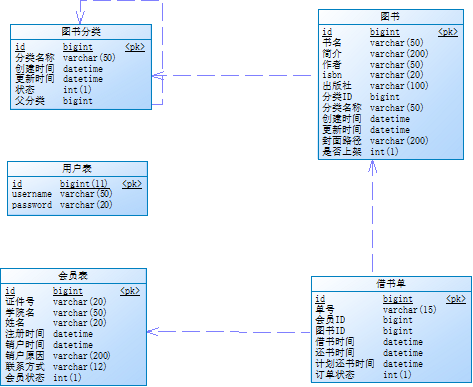 图书分类
id bigint <pk>
分类名称 varchar(50)
创建时间 datetime
更新时间 datetime
状态 int(1)
父分类 bigint
图书
id bigint <pk>
书名 varchar(50)
简介 varchar(200)
作者 varchar(50)
isbn varchar(20)
出版社 varchar(100)
分类ID bigint
分类名称 varchar(50)
创建时间 datetime
更新时间 datetime
封面路径 varchar(200)
是否上架 int(1)
用户表
id bigint(11) <pk>
username varchar(50)
password varchar(20)
会员表
id bigint <pk>
证件号 varchar(20)
学院名 varchar(50)
姓名 varchar(20)
注册时间 datetime
销户时间 datetime
销户原因 varchar(200)
联系方式 varchar(12)
会员状态 int(1)
借书单
id bigint <pk>
单号 varchar(15)
会员ID bigint
图书ID bigint
借书时间 datetime
还书时间 datetime
计划还书时间 datetime
订单状态 int(1)